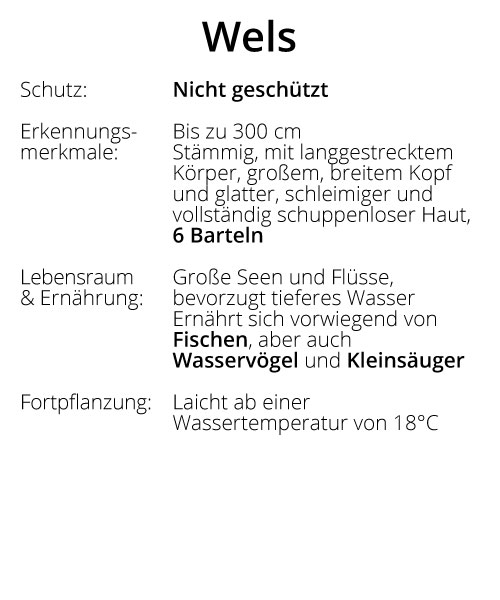 Wels
Schutz: Nicht geschützt
Erkennungs- Bis zu 300 cm
merkmale: Stämmig, mit langgestrecktem
Körper, großem, breitem Kopf
und glatter, schleimiger und
vollständig schuppenloser Haut,
6 Barteln
Lebensraum Große Seen und Flüsse,
& Ernährung: bevorzugt tieferes Wasser
Ernährt sich vorwiegend von
Fischen, aber auch
Wasservögel und Kleinsäuger
Fortpflanzung: Laicht ab einer
Wassertemperatur von 18°C